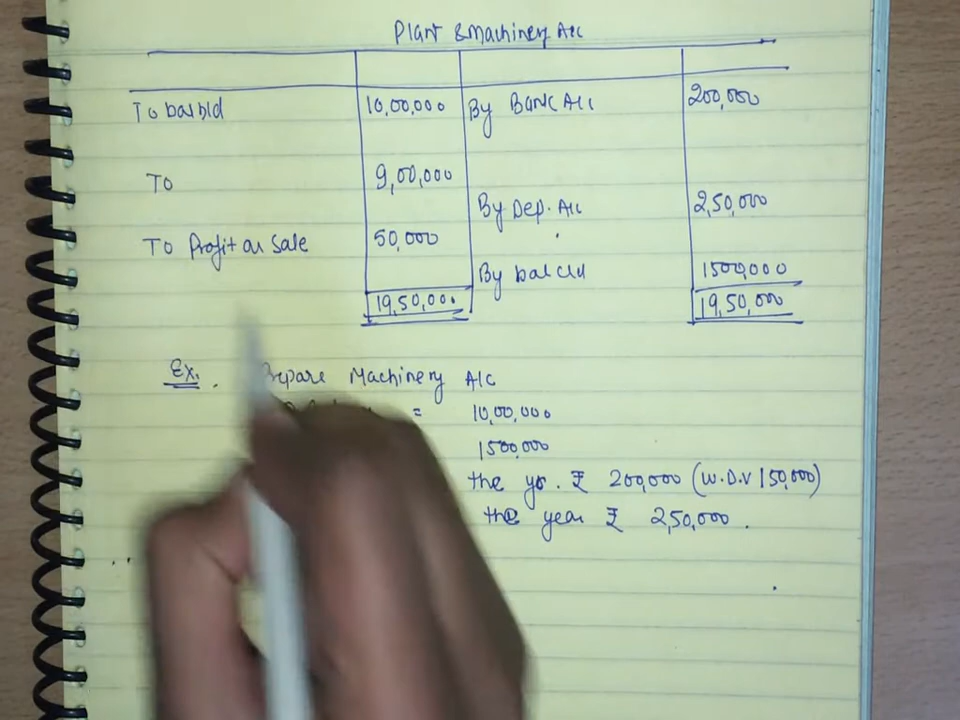 Plant & Machinery A/c
To bal b/d 10,00,000 By Bank A/c 200,000
To 9,00,000
By Dep. A/c 2,50,000
To Profit on Sale 50,000
By bal c/d 1500,000
19,50,000 19,50,000
Ex. Prepare Machinery A/C
= 10,00,000
1500,000
the yr. ₹ 200,000 (W.D.V 150,000)
the year ₹ 2,50,000.